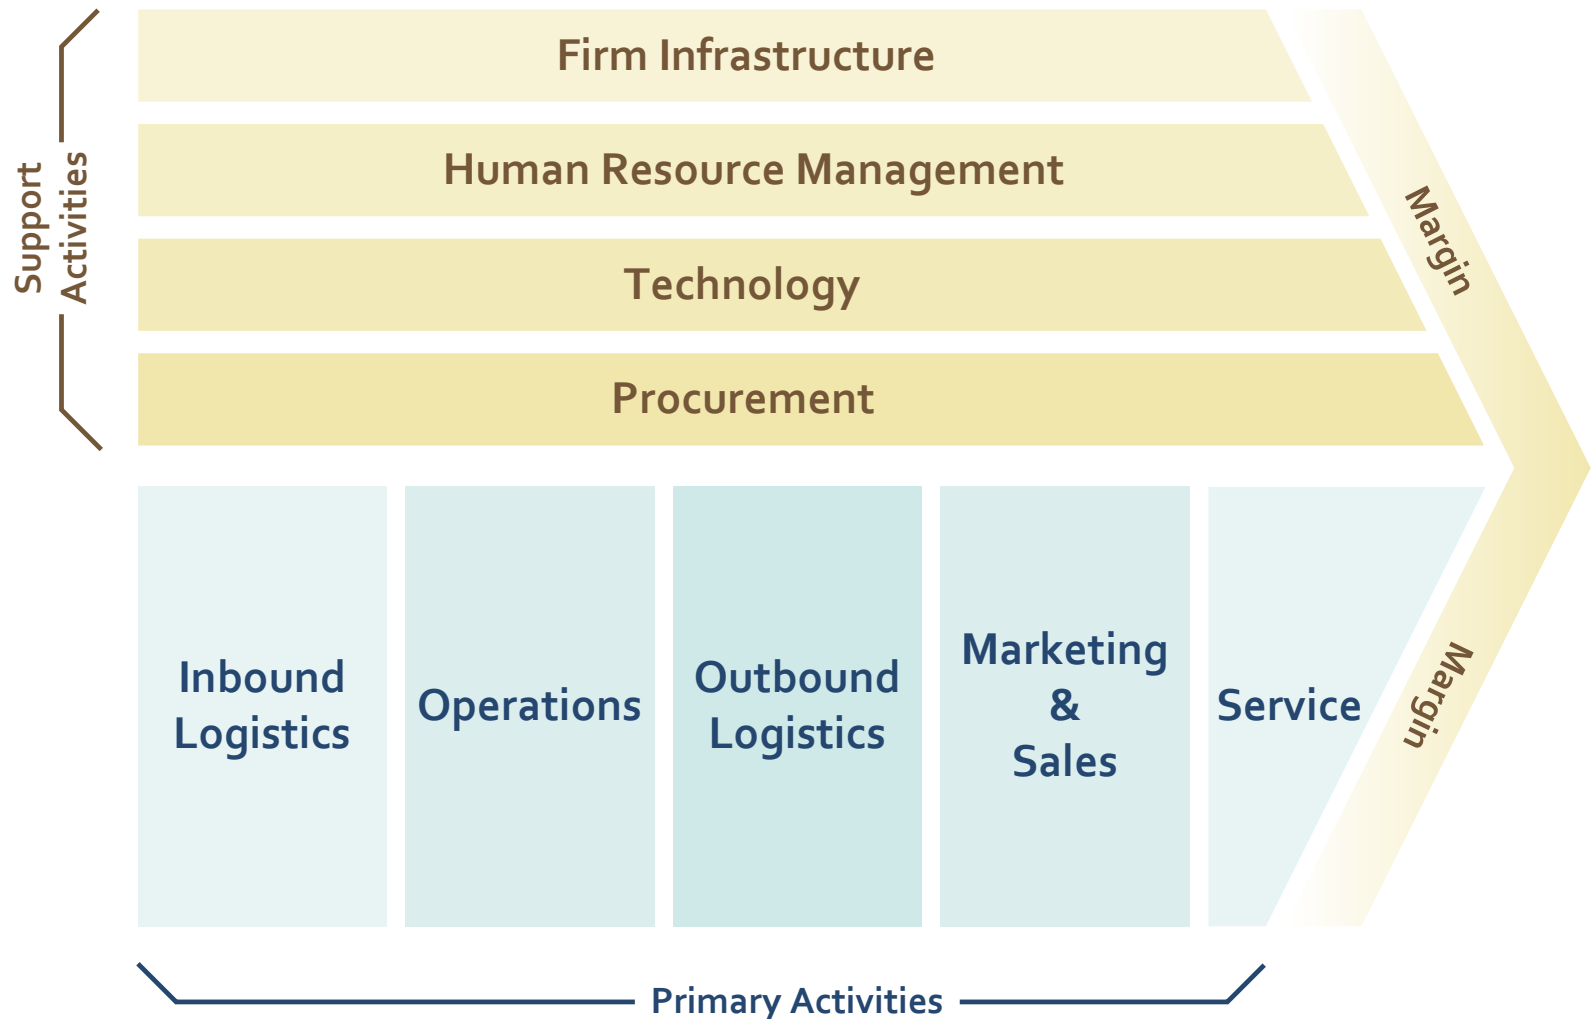 Support
Activities
Firm Infrastructure
Human Resource Management
Technology
Procurement
Margin
Inbound
Logistics
Operations
Outbound
Logistics
Marketing
&
Sales
Service
Margin
Primary Activities